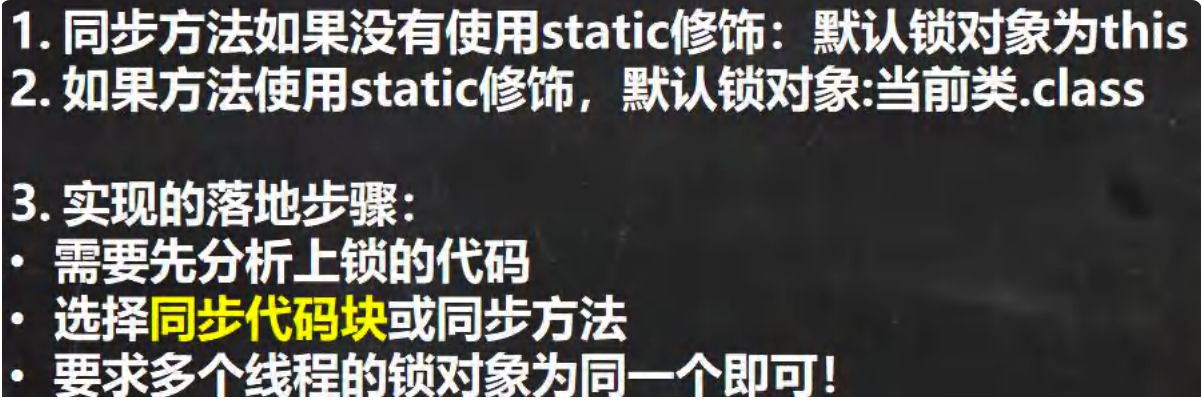 1. 同步方法如果没有使用static修饰：默认锁对象为this
2. 如果方法使用static修饰，默认锁对象:当前类.class
3. 实现的落地步骤：
• 需要先分析上锁的代码
• 选择同步代码块或同步方法
• 要求多个线程的锁对象为同一个即可！